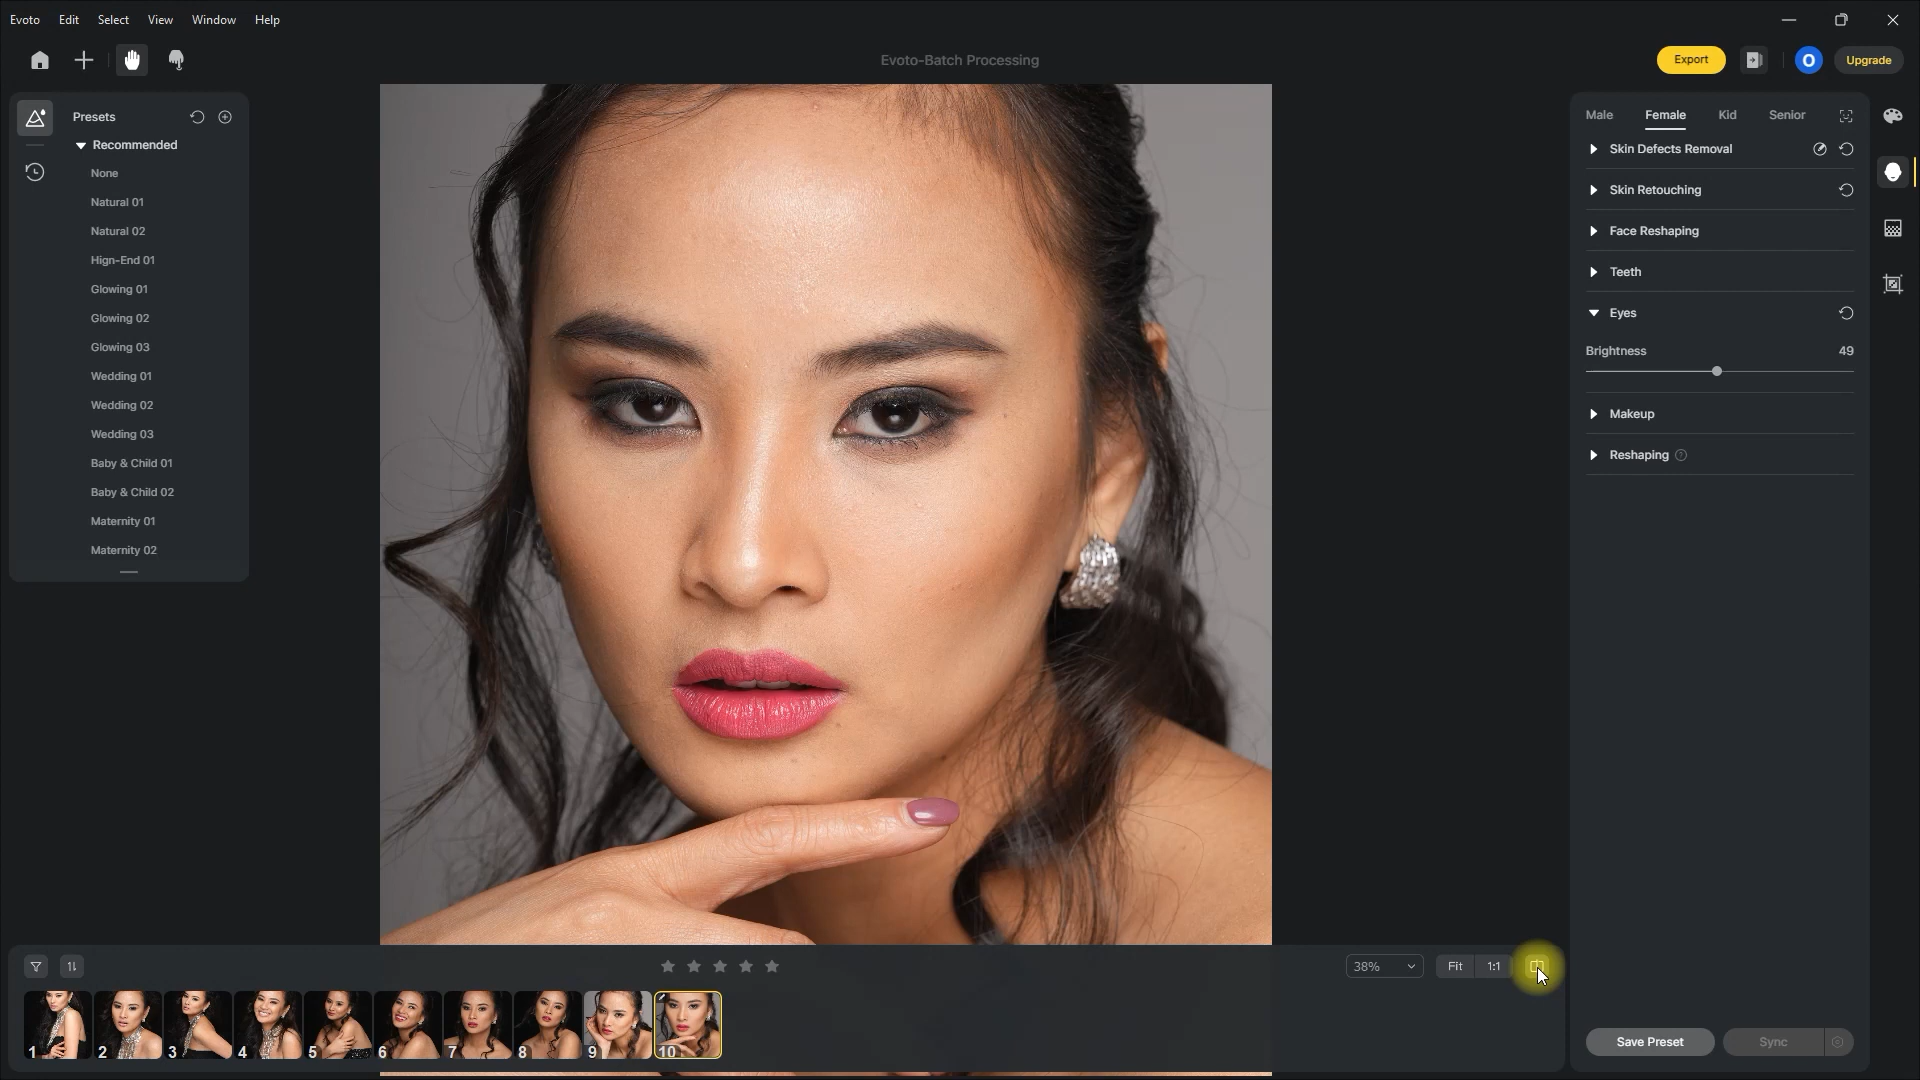 Evoto Edit Select View Window Help
Evoto-Batch Processing
Export
O
Upgrade
Presets
Recommended
None
Natural 01
Natural 02
Hign-End 01
Glowing 01
Glowing 02
Glowing 03
Wedding 01
Wedding 02
Wedding 03
Baby & Child 01
Baby & Child 02
Maternity 01
Maternity 02
Male Female Kid Senior
Skin Defects Removal
Skin Retouching
Face Reshaping
Teeth
Eyes
Brightness 49
Makeup
Reshaping ?
38% Fit 1:1
1 2 3 4 5 6 7 8 9 10
Save Preset Sync